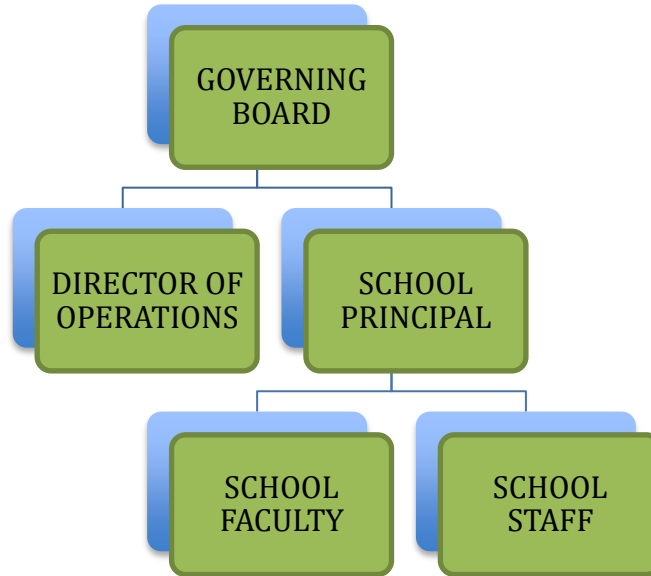 GOVERNING
BOARD
DIRECTOR OF
OPERATIONS
SCHOOL
PRINCIPAL
SCHOOL
FACULTY
SCHOOL
STAFF